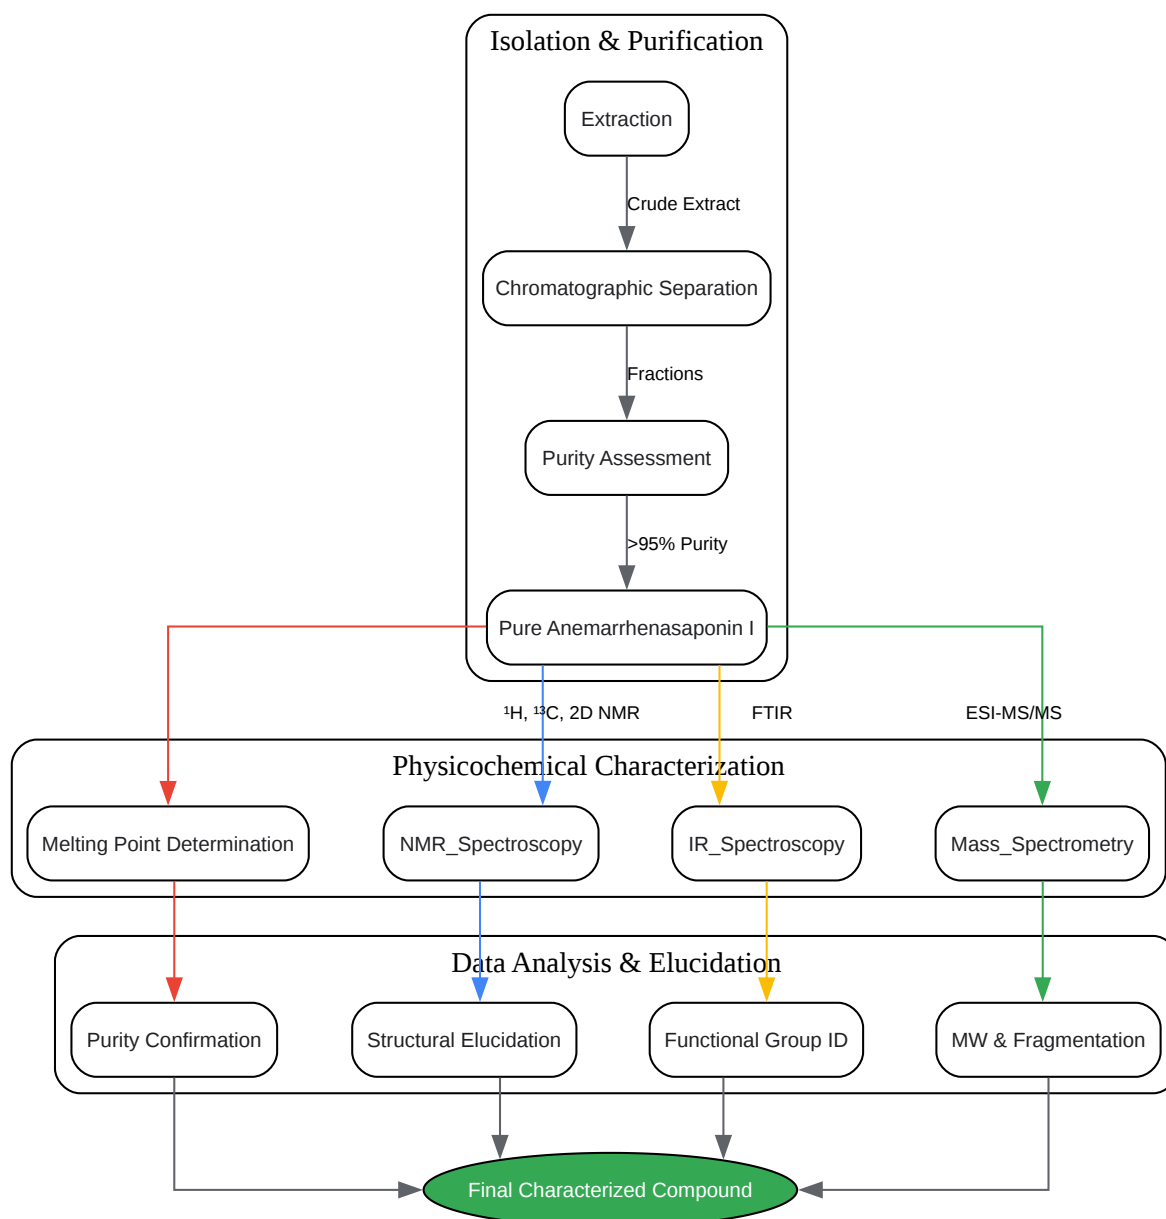 Isolation & Purification
Extraction
Crude Extract
Chromatographic Separation
Fractions
Purity Assessment
>95% Purity
Pure Anemarrhenasaponin I
¹H, ¹³C, 2D NMR
FTIR
ESI-MS/MS
Physicochemical Characterization
Melting Point Determination
NMR_Spectroscopy
IR_Spectroscopy
Mass_Spectrometry
Data Analysis & Elucidation
Purity Confirmation
Structural Elucidation
Functional Group ID
MW & Fragmentation
Final Characterized Compound